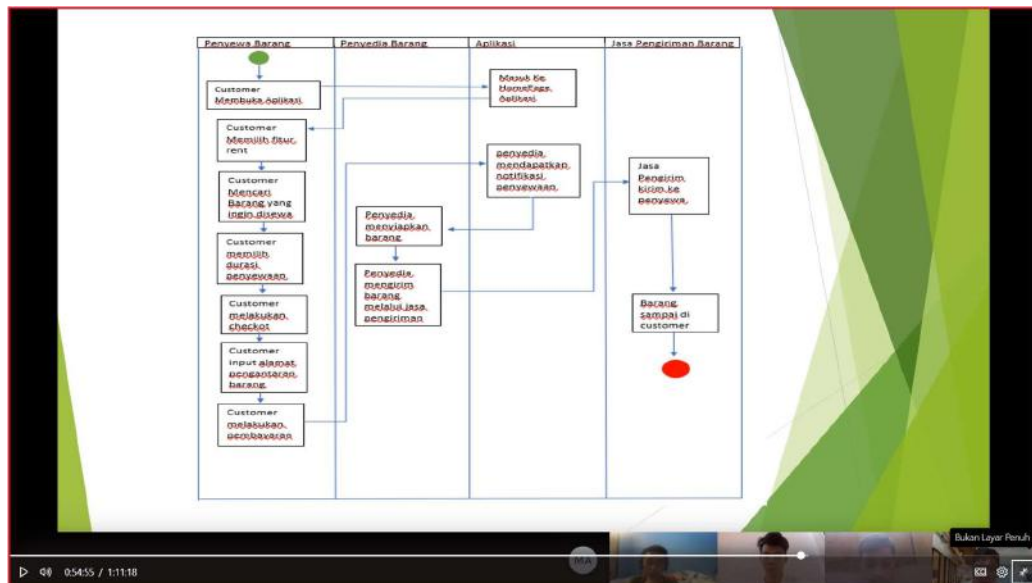 Penyewa Barang
Penyedia Barang
Aplikasi
Jasa Pengiriman Barang
Customer
Membuka Aplikasi
Masuk Ke
HomePage
Aplikasi
Customer
Memilih fitur
rent
Customer
Mencari
Barang yang
ingin disewa
Customer
memilih
durasi
penyewaan
Customer
melakukan
checkot
Customer
input alamat
pengantaran
barang
Customer
melakukan
pembayaran
penyedia
mendapatkan
notifikasi
penyewaan
Penyedia
menyiapkan
barang
Penyedia
mengirim
barang
melalui jasa
pengiriman
Jasa
Pengirim
kirim ke
penyewa
Barang
sampai di
customer
MA
Bukan Layar Penuh
0:54:55 / 1:11:18